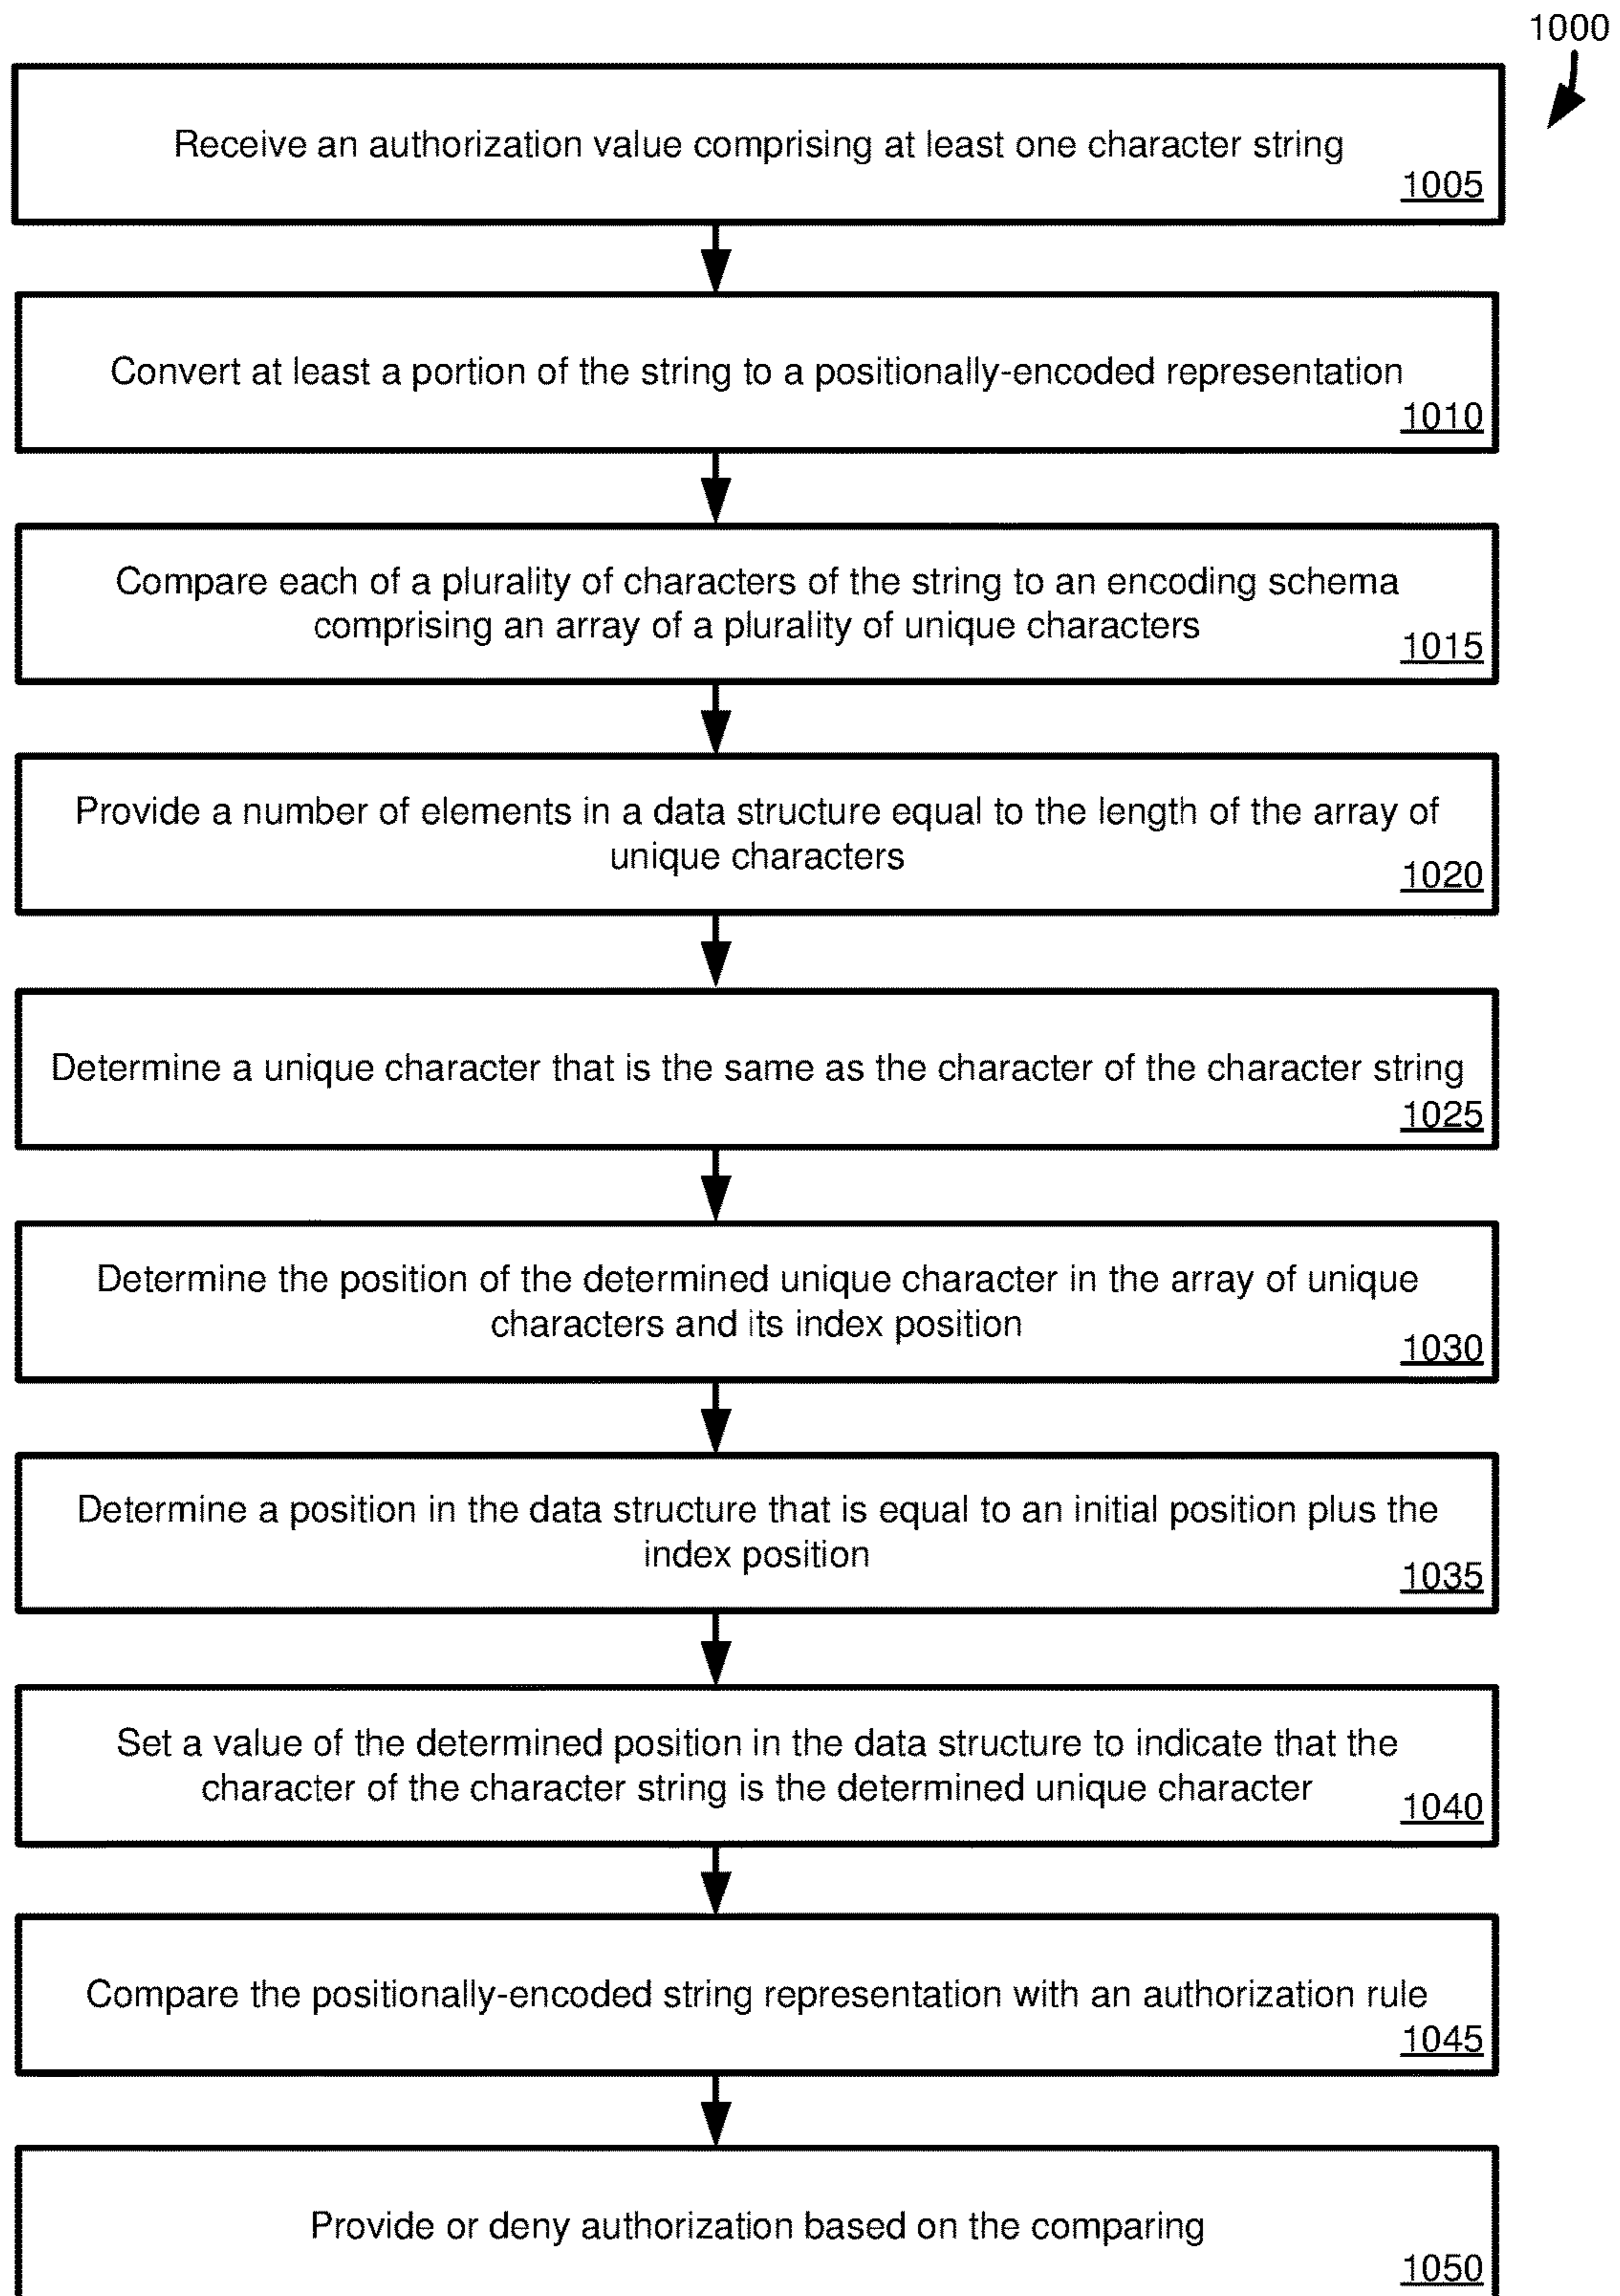 1000
Receive an authorization value comprising at least one character string
1005
Convert at least a portion of the string to a positionally-encoded representation
1010
Compare each of a plurality of characters of the string to an encoding schema
comprising an array of a plurality of unique characters
1015
Provide a number of elements in a data structure equal to the length of the array of
unique characters
1020
Determine a unique character that is the same as the character of the character string
1025
Determine the position of the determined unique character in the array of unique
characters and its index position
1030
Determine a position in the data structure that is equal to an initial position plus the
index position
1035
Set a value of the determined position in the data structure to indicate that the
character of the character string is the determined unique character
1040
Compare the positionally-encoded string representation with an authorization rule
1045
Provide or deny authorization based on the comparing
1050